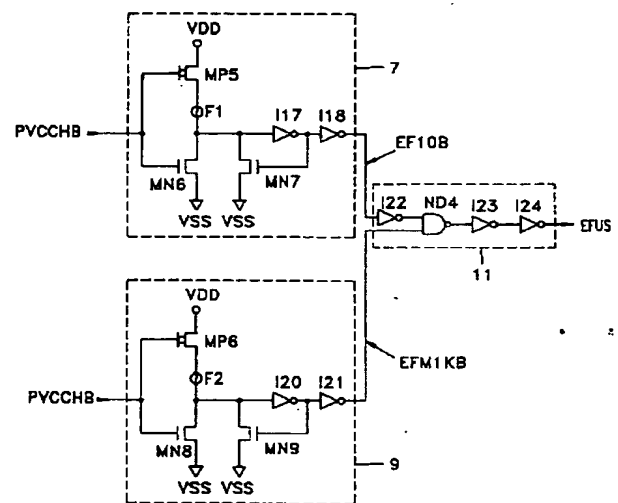 VDD
MP5
7
F1
I17
I18
PVCCHB
EF10B
MN6
MN7
VSS
VSS
I22
ND4
I23
I24
EFUS
11
VDD
MP6
EFM1KB
F2
I20
I21
PVCCHB
MN8
MN9
VSS
VSS
9